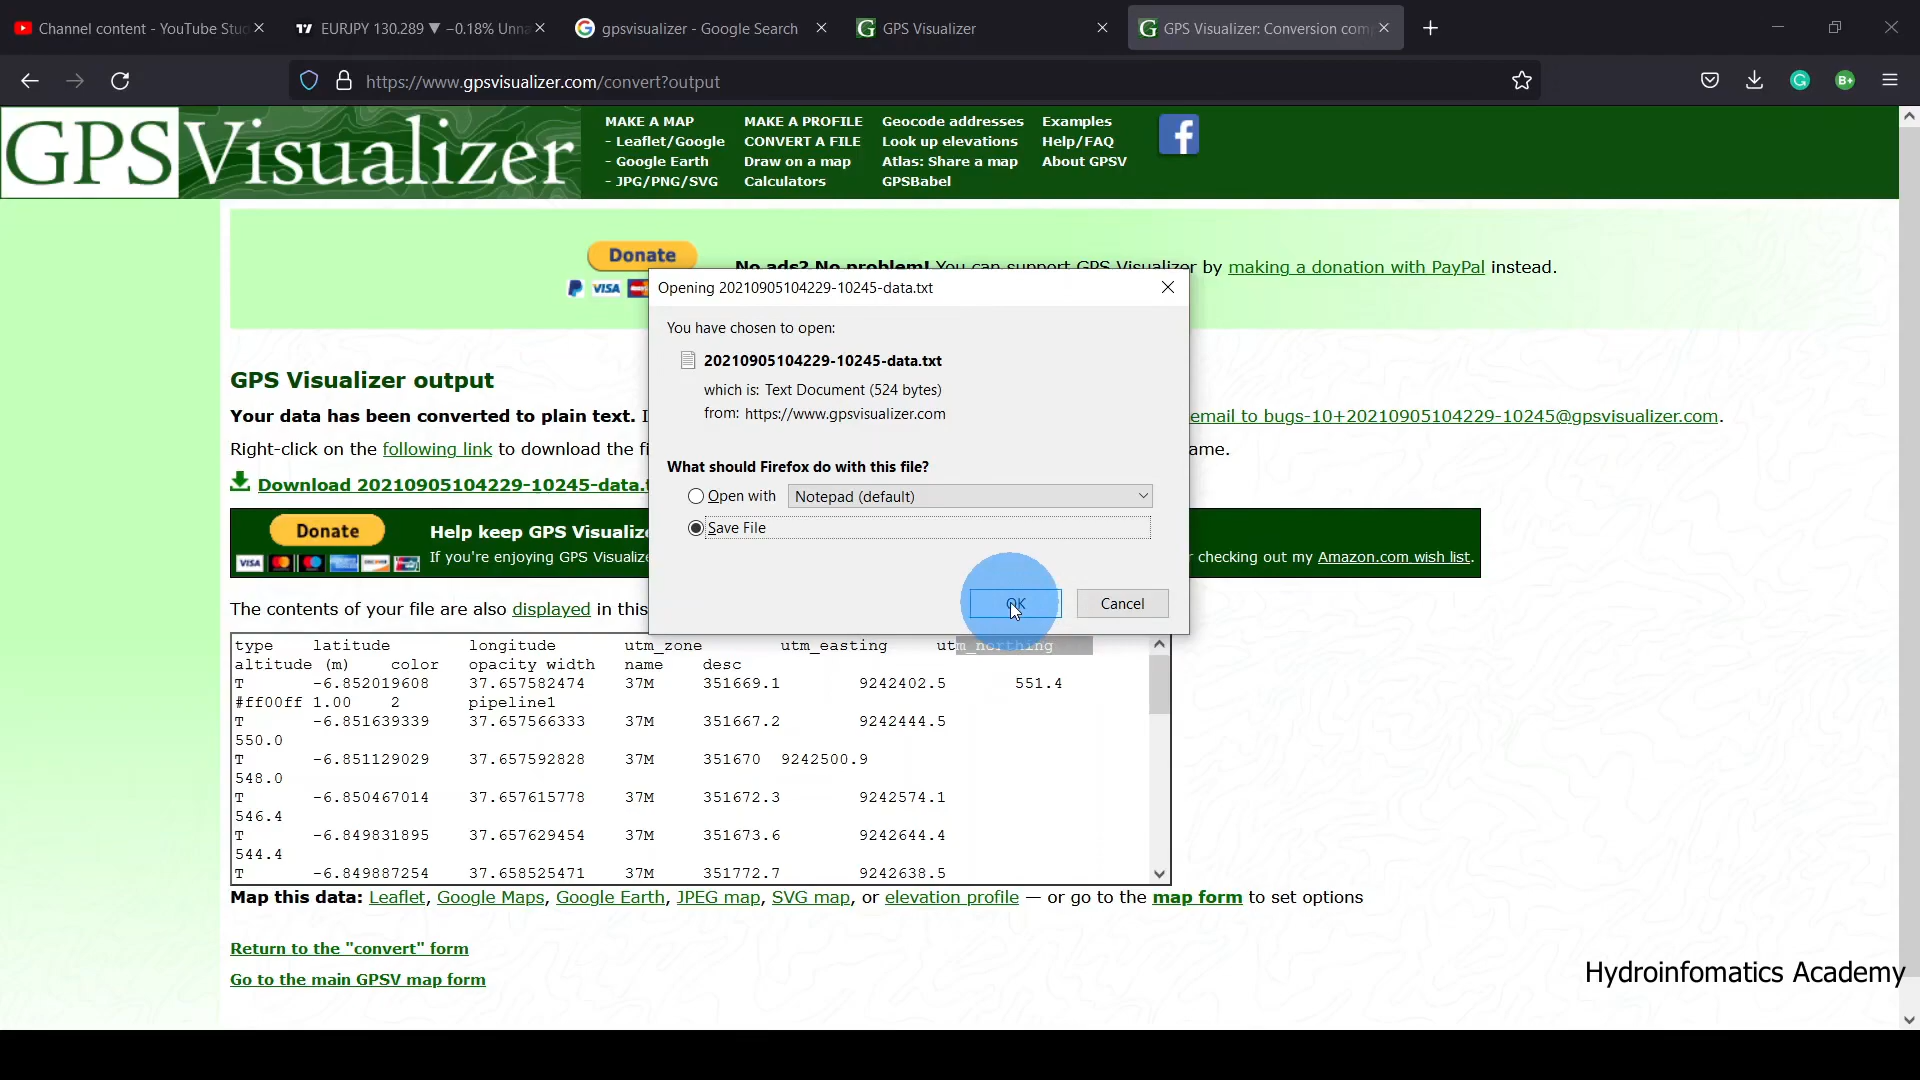 Channel content - YouTube Stu
EURJPY 130.289 ▼ −0.18% Unna
gpsvisualizer - Google Search
GPS Visualizer
GPS Visualizer: Conversion com
https://www.gpsvisualizer.com/convert?output
GPSVisualizer
MAKE A MAP
- Leaflet/Google
- Google Earth
- JPG/PNG/SVG
MAKE A PROFILE
CONVERT A FILE
Draw on a map
Calculators
Geocode addresses
Look up elevations
Atlas: Share a map
GPSBabel
Examples
Help/FAQ
About GPSV
Donate
VISA
No ads? No problem! You can support GPS Visualizer by making a donation with PayPal instead.
Opening 20210905104229-10245-data.txt
You have chosen to open:
20210905104229-10245-data.txt
which is: Text Document (524 bytes)
from: https://www.gpsvisualizer.com
What should Firefox do with this file?
Open with Notepad (default)
Save File
OK Cancel
GPS Visualizer output
Your data has been converted to plain text. email to bugs-10+20210905104229-10245@gpsvisualizer.com.
Right-click on the following link to download the fi ame.
Download 20210905104229-10245-data.t
Donate
VISA
Help keep GPS Visualize
If you're enjoying GPS Visualize checking out my Amazon.com wish list.
The contents of your file are also displayed in this
type latitude longitude utm_zone utm_easting utm_northing
altitude (m) color opacity width name desc
T -6.852019608 37.657582474 37M 351669.1 9242402.5 551.4
#ff00ff 1.00 2 pipeline1
T -6.851639339 37.657566333 37M 351667.2 9242444.5
550.0
T -6.851129029 37.657592828 37M 351670 9242500.9
548.0
T -6.850467014 37.657615778 37M 351672.3 9242574.1
546.4
T -6.849831895 37.657629454 37M 351673.6 9242644.4
544.4
T -6.849887254 37.658525471 37M 351772.7 9242638.5
Map this data: Leaflet, Google Maps, Google Earth, JPEG map, SVG map, or elevation profile — or go to the map form to set options
Return to the "convert" form
Go to the main GPSV map form
Hydroinfomatics Academy